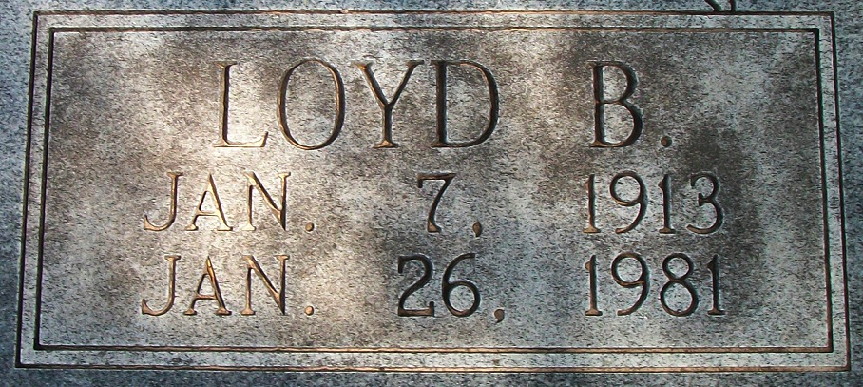 LOYD B.
JAN. 7, 1913
JAN. 26, 1981